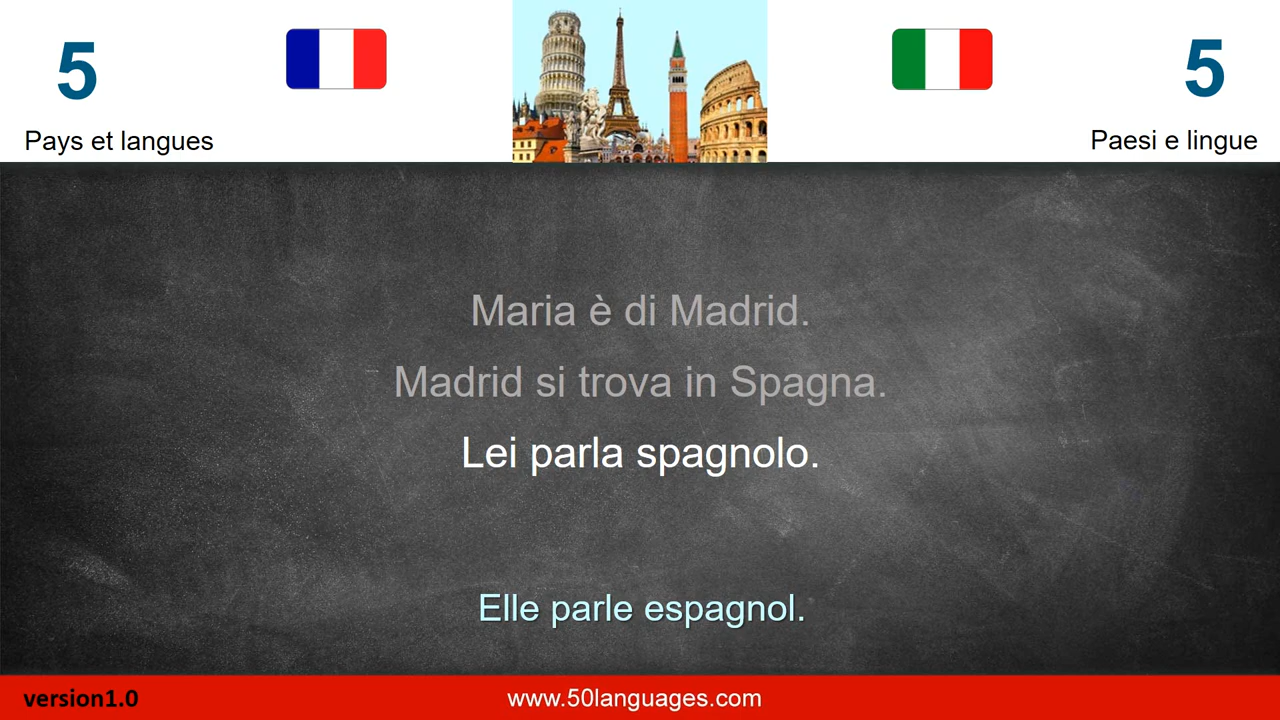 5
5
Pays et langues
Paesi e lingue
Maria è di Madrid.
Madrid si trova in Spagna.
Lei parla spagnolo.
Elle parle espagnol.
version1.0
www.50languages.com